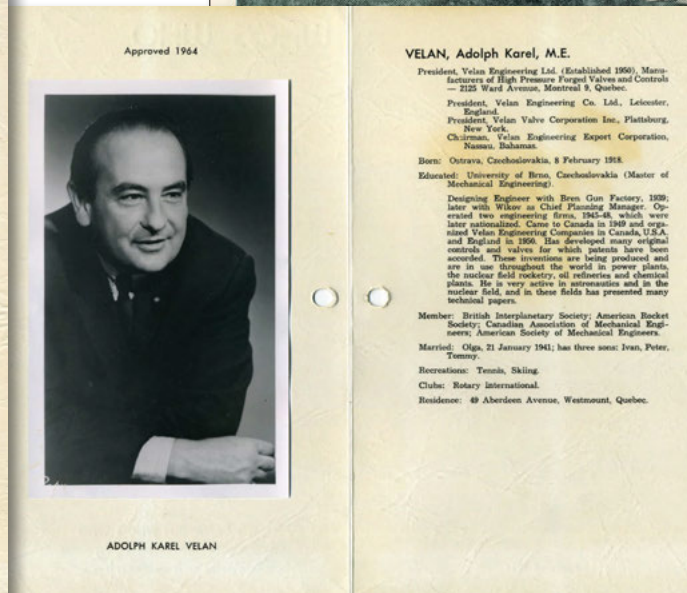 Approved 1964
ADOLPH KAREL VELAN
VELAN, Adolph Karel, M.E.
President, Velan Engineering Ltd. (Established 1950), Manu-
facturers of High Pressure Forged Valves and Controls
— 2125 Ward Avenue, Montreal 9, Quebec.
President, Velan Engineering Co. Ltd., Leicester,
England.
President, Velan Valve Corporation Inc., Plattsburg,
New York.
Chairman, Velan Engineering Export Corporation,
Nassau, Bahamas.
Born: Ostrava, Czechoslovakia, 8 February 1918.
Educated: University of Brno, Czechoslovakia (Master of
Mechanical Engineering).
Designing Engineer with Bren Gun Factory, 1939;
later with Wikov as Chief Planning Manager. Op-
erated two engineering firms, 1945-48, which were
later nationalized. Came to Canada in 1949 and orga-
nized Velan Engineering Companies in Canada, U.S.A.
and England in 1950. Has developed many original
controls and valves for which patents have been
accorded. These inventions are being produced and
are in use throughout the world in power plants,
the nuclear field rocketry, oil refineries and chemical
plants. He is very active in astronautics and in the
nuclear field, and in these fields has presented many
technical papers.
Member: British Interplanetary Society; American Rocket
Society; Canadian Association of Mechanical Engi-
neers; American Society of Mechanical Engineers.
Married: Olga, 21 January 1941; has three sons: Ivan, Peter,
Tommy.
Recreations: Tennis, Skiing.
Clubs: Rotary International.
Residence: 49 Aberdeen Avenue, Westmount, Quebec.